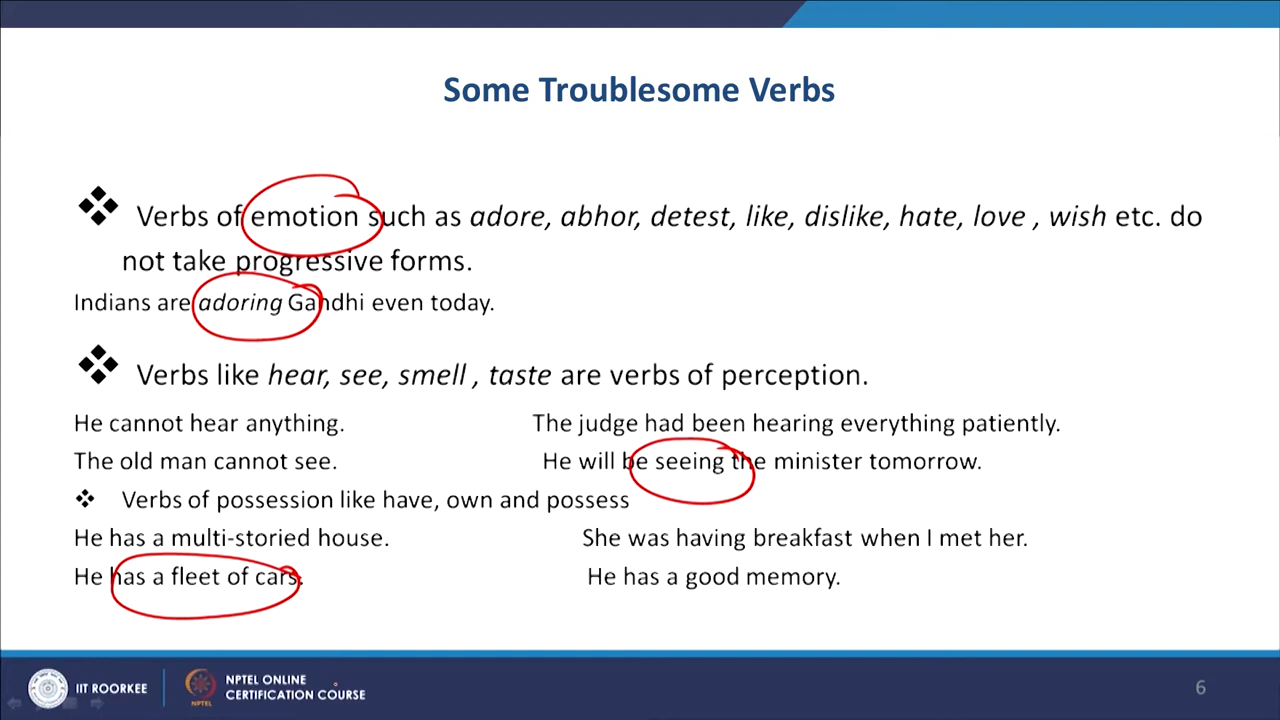 Some Troublesome Verbs
❖ Verbs of emotion such as adore, abhor, detest, like, dislike, hate, love , wish etc. do
not take progressive forms.
Indians are adoring Gandhi even today.
❖ Verbs like hear, see, smell , taste are verbs of perception.
He cannot hear anything. The judge had been hearing everything patiently.
The old man cannot see. He will be seeing the minister tomorrow.
❖ Verbs of possession like have, own and possess
He has a multi-storied house. She was having breakfast when I met her.
He has a fleet of cars. He has a good memory.
IIT ROORKEE
NPTEL ONLINE
CERTIFICATION COURSE
NPTEL
6